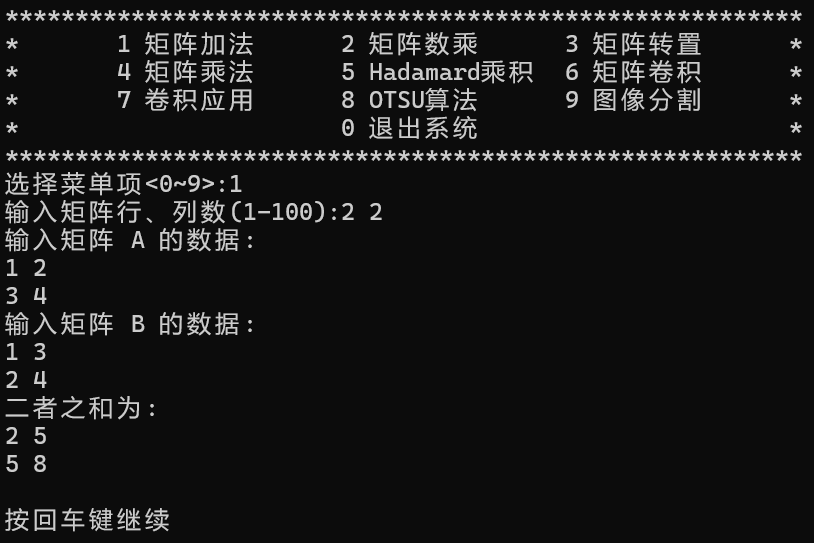 *********************************************************
*       1 矩阵加法      2 矩阵数乘      3 矩阵转置      *
*       4 矩阵乘法      5 Hadamard乘积  6 矩阵卷积      *
*       7 卷积应用      8 OTSU算法      9 图像分割      *
*                       0 退出系统                      *
*********************************************************
选择菜单项<0~9>:1
输入矩阵行、列数(1-100):2 2
输入矩阵 A 的数据:
1 2
3 4
输入矩阵 B 的数据:
1 3
2 4
二者之和为:
2 5
5 8
按回车键继续